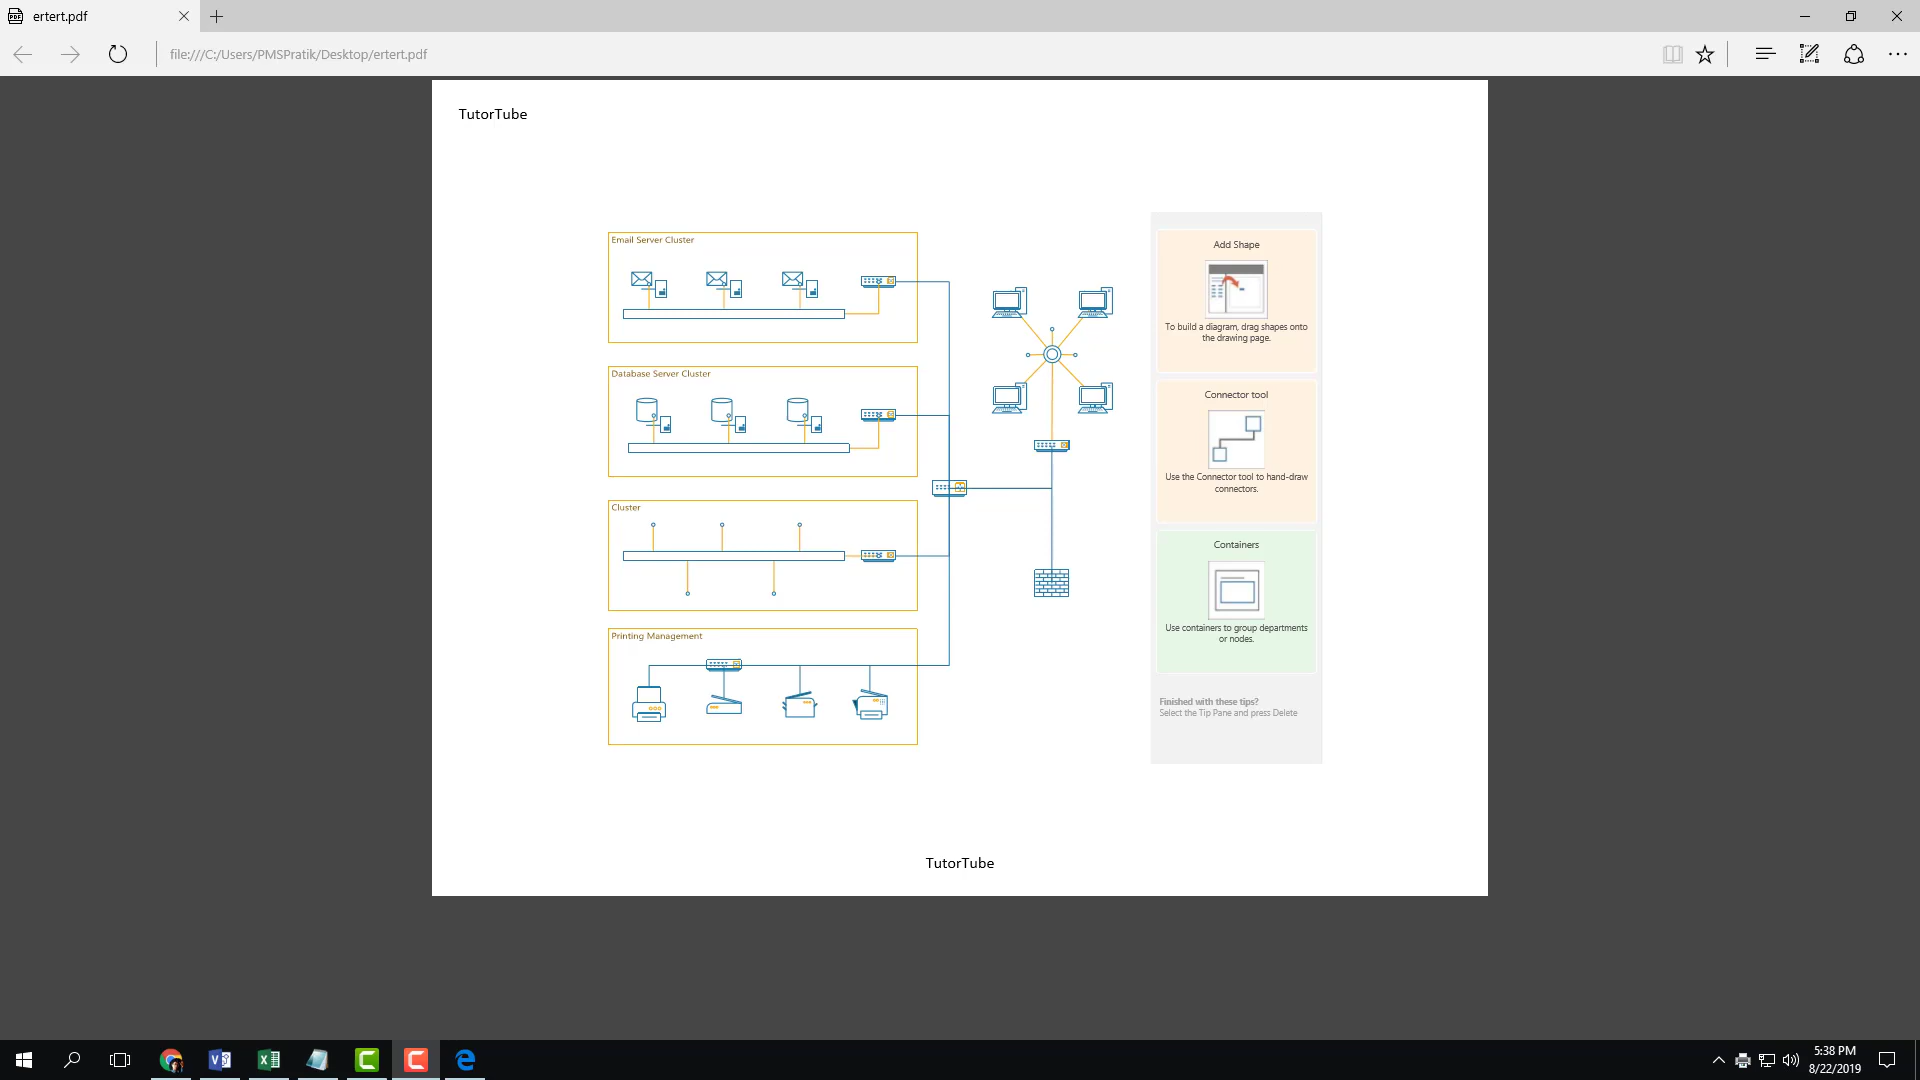 ertert.pdf
file:///C:/Users/PMSPratik/Desktop/ertert.pdf
TutorTube
Email Server Cluster
Database Server Cluster
Cluster
Printing Management
Add Shape
To build a diagram, drag shapes onto
the drawing page.
Connector tool
Use the Connector tool to hand-draw
connectors.
Containers
Use containers to group departments
or nodes.
Finished with these tips?
Select the Tip Pane and press Delete
TutorTube
5:38 PM
8/22/2019